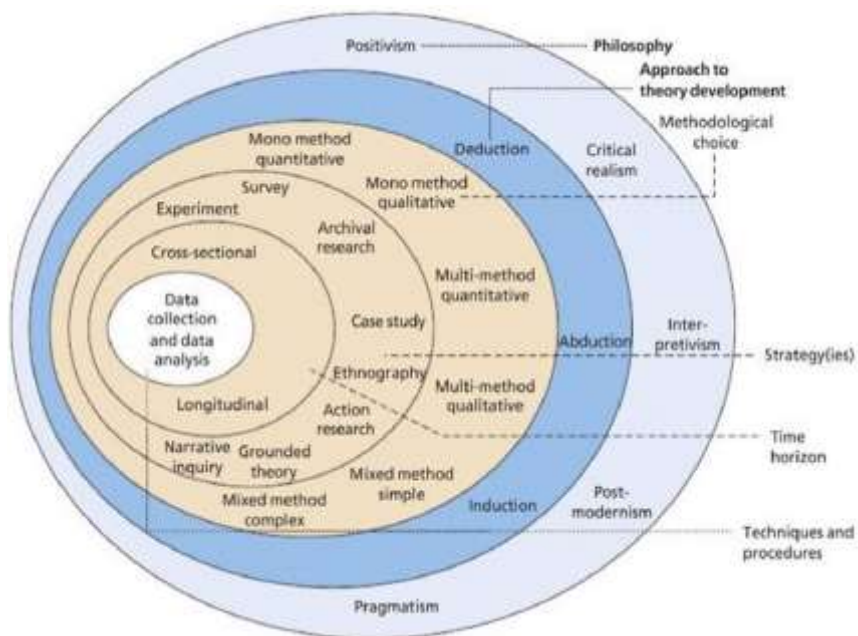 Positivism
Philosophy
Approach to
theory development
Methodological
choice
Mono method
quantitative
Deduction
Critical
realism
Survey
Mono method
qualitative
Experiment
Archival
research
Cross-sectional
Multi-method
quantitative
Data
collection
and data
analysis
Case study
Abduction
Inter-
pretivism
Strategy(ies)
Ethnography
Multi-method
qualitative
Longitudinal
Action
research
Time
horizon
Narrative
inquiry
Grounded
theory
Mixed method
simple
Mixed method
complex
Induction
Post-
modernism
Techniques and
procedures
Pragmatism